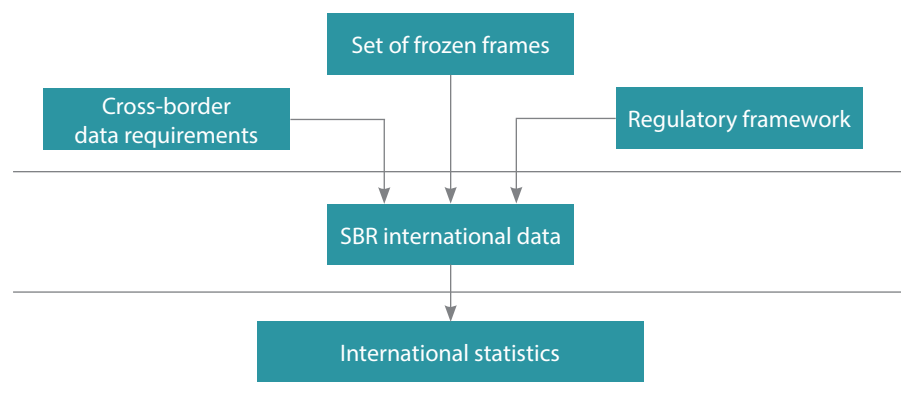 Set of frozen frames
Cross-border
data requirements
Regulatory framework
SBR international data
International statistics